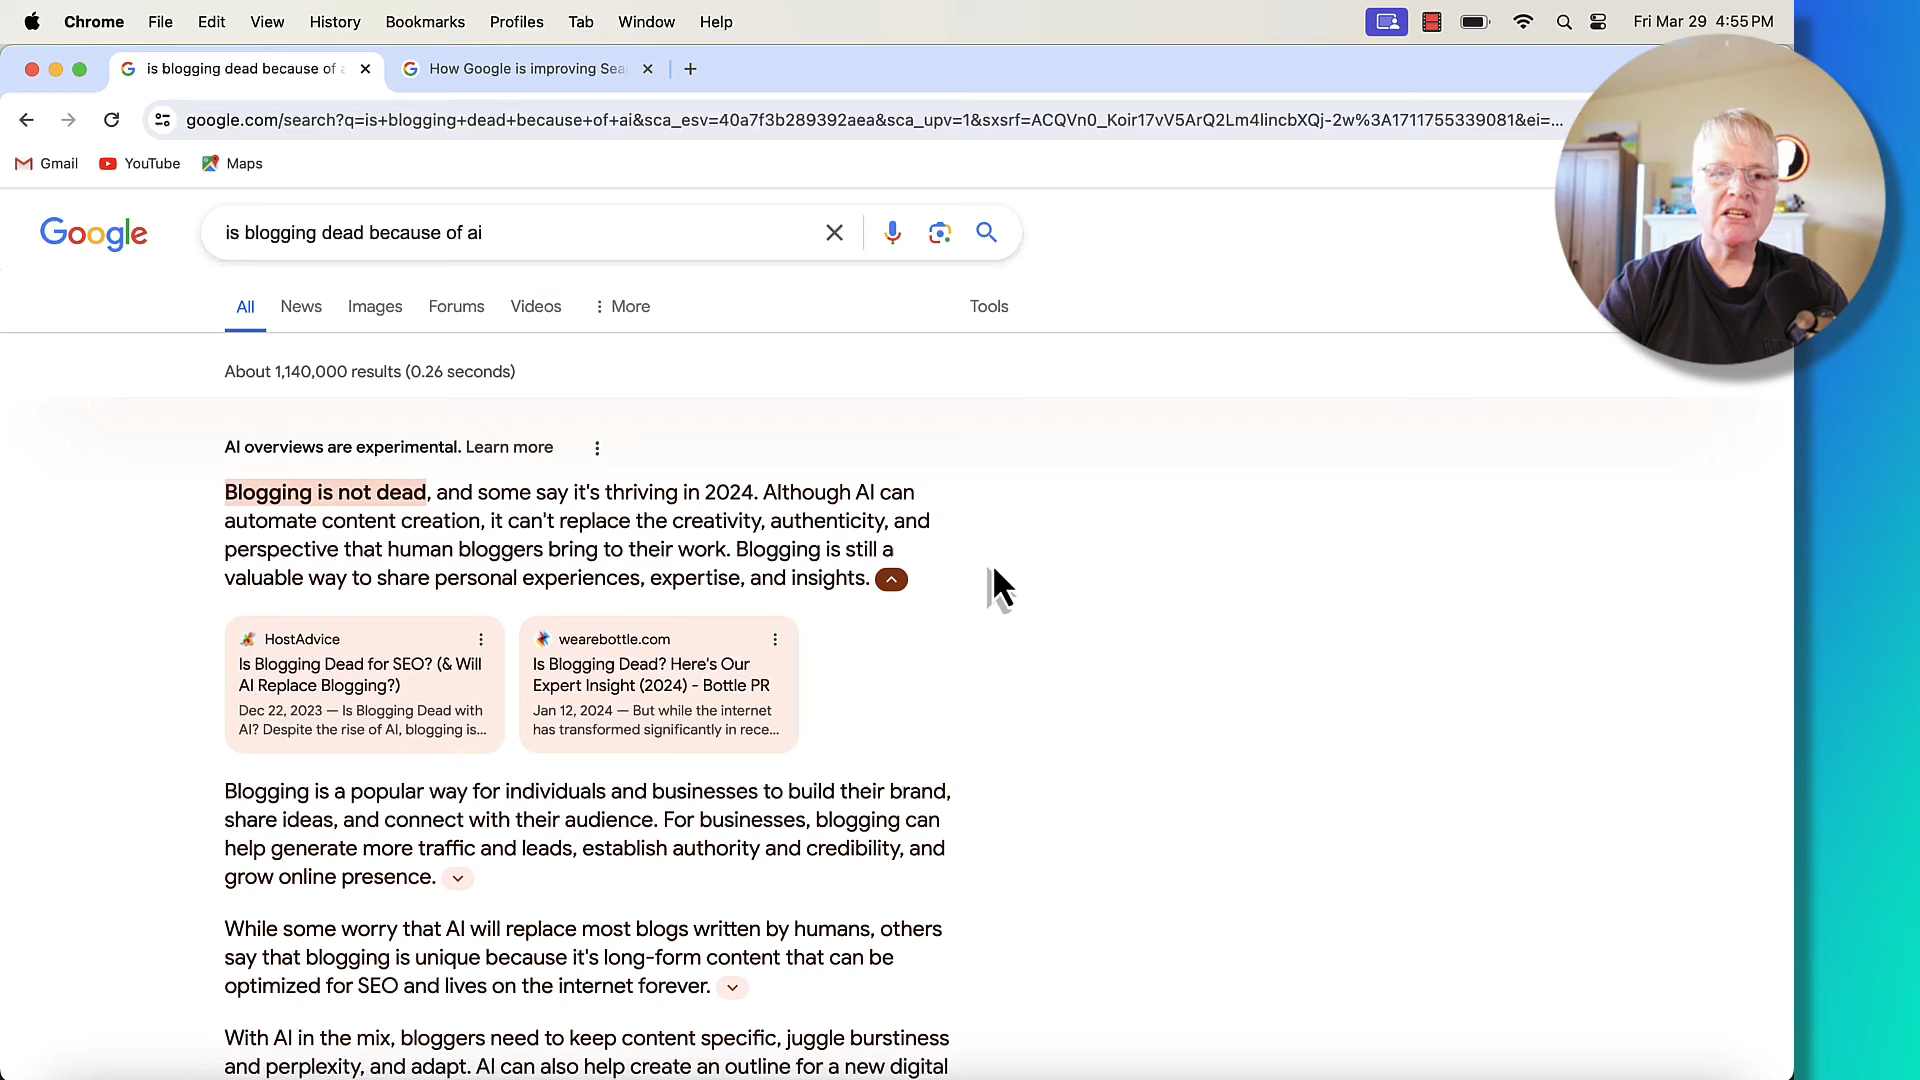 Chrome File Edit View History Bookmarks Profiles Tab Window Help Fri Mar 29 4:55 PM
is blogging dead because of a How Google is improving Sea
google.com/search?q=is+blogging+dead+because+of+ai&sca_esv=40a7f3b289392aea&sca_upv=1&sxsrf=ACQVn0_Koir17vV5ArQ2Lm4lincbXQj-2w%3A1711755339081&ei=...
Gmail YouTube Maps
Google is blogging dead because of ai
All News Images Forums Videos More Tools
About 1,140,000 results (0.26 seconds)
AI overviews are experimental. Learn more
Blogging is not dead, and some say it's thriving in 2024. Although AI can
automate content creation, it can't replace the creativity, authenticity, and
perspective that human bloggers bring to their work. Blogging is still a
valuable way to share personal experiences, expertise, and insights.
HostAdvice
Is Blogging Dead for SEO? (& Will
AI Replace Blogging?)
Dec 22, 2023 — Is Blogging Dead with
AI? Despite the rise of AI, blogging is...
wearebottle.com
Is Blogging Dead? Here's Our
Expert Insight (2024) - Bottle PR
Jan 12, 2024 — But while the internet
has transformed significantly in rece...
Blogging is a popular way for individuals and businesses to build their brand,
share ideas, and connect with their audience. For businesses, blogging can
help generate more traffic and leads, establish authority and credibility, and
grow online presence.
While some worry that AI will replace most blogs written by humans, others
say that blogging is unique because it's long-form content that can be
optimized for SEO and lives on the internet forever.
With AI in the mix, bloggers need to keep content specific, juggle burstiness
and perplexity, and adapt. AI can also help create an outline for a new digital